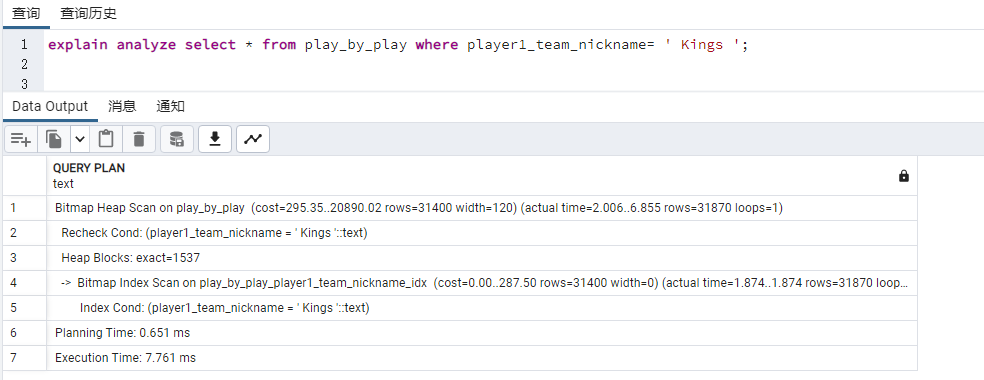 查询 查询历史
1 explain analyze select * from play_by_play where player1_team_nickname= ' Kings ';
2
3
Data Output 消息 通知
QUERY PLAN
text
1 Bitmap Heap Scan on play_by_play (cost=295.35..20890.02 rows=31400 width=120) (actual time=2.006..6.855 rows=31870 loops=1)
2 Recheck Cond: (player1_team_nickname = ' Kings '::text)
3 Heap Blocks: exact=1537
4 -> Bitmap Index Scan on play_by_play_player1_team_nickname_idx (cost=0.00..287.50 rows=31400 width=0) (actual time=1.874..1.874 rows=31870 loop...
5 Index Cond: (player1_team_nickname = ' Kings '::text)
6 Planning Time: 0.651 ms
7 Execution Time: 7.761 ms